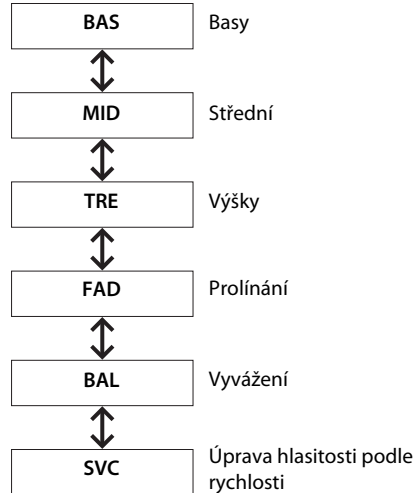 BAS Basy
MID Střední
TRE Výšky
FAD Prolínání
BAL Vyvážení
SVC Úprava hlasitosti podle
rychlosti